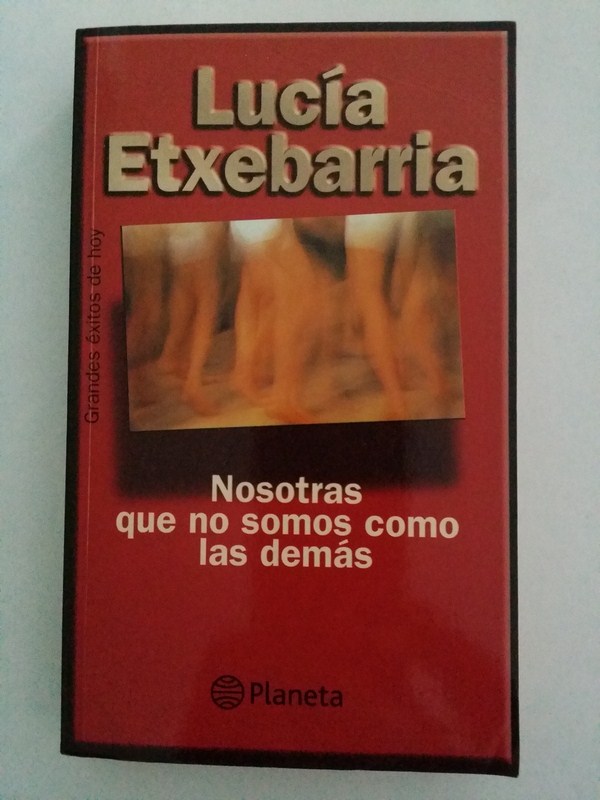 Lucía
Etxebarria
Grandes éxitos de hoy
Nosotras
que no somos como
las demás
Planeta